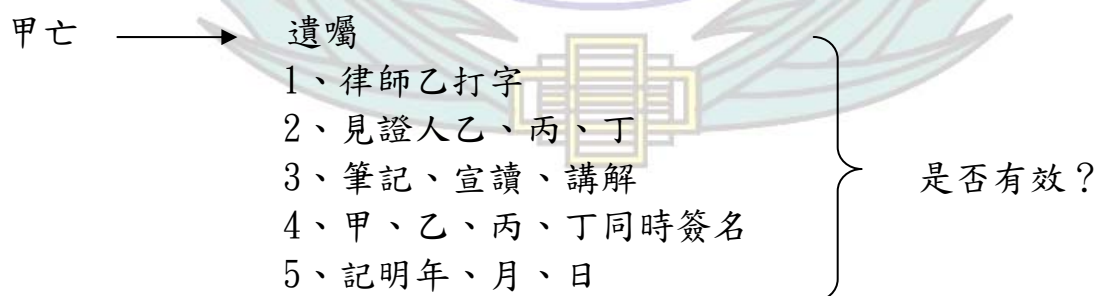 甲亡 遺囑
1、律師乙打字
2、見證人乙、丙、丁
3、筆記、宣讀、講解
是否有效?
4、甲、乙、丙、丁同時簽名
5、記明年、月、日